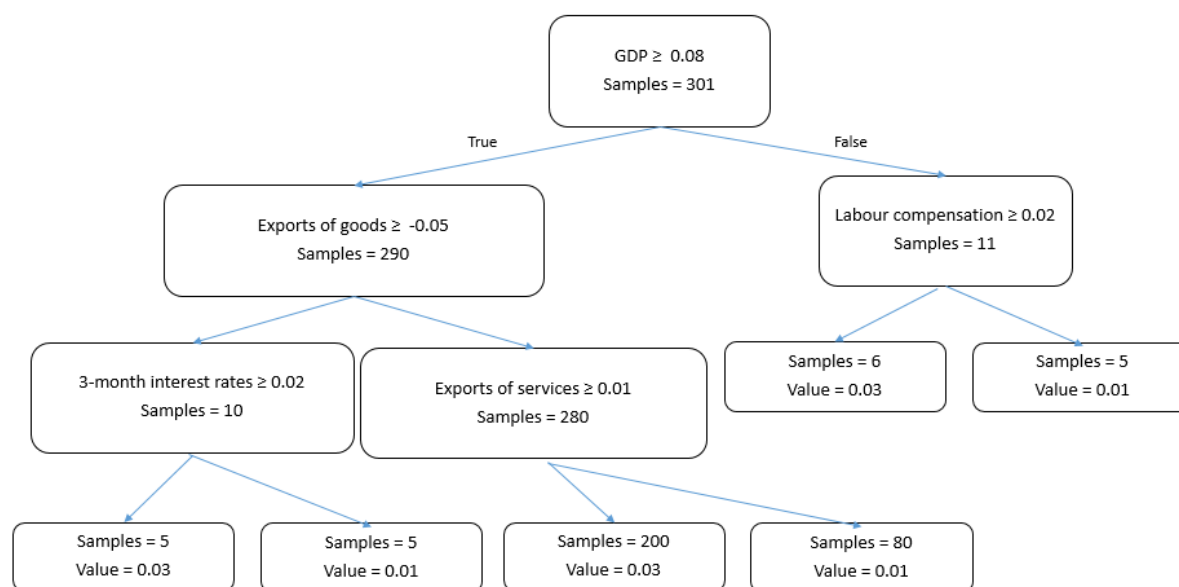 GDP ≥ 0.08
Samples = 301
True
False
Exports of goods ≥ -0.05
Samples = 290
Labour compensation ≥ 0.02
Samples = 11
3-month interest rates ≥ 0.02
Samples = 10
Exports of services ≥ 0.01
Samples = 280
Samples = 6
Value = 0.03
Samples = 5
Value = 0.01
Samples = 5
Value = 0.03
Samples = 5
Value = 0.01
Samples = 200
Value = 0.03
Samples = 80
Value = 0.01